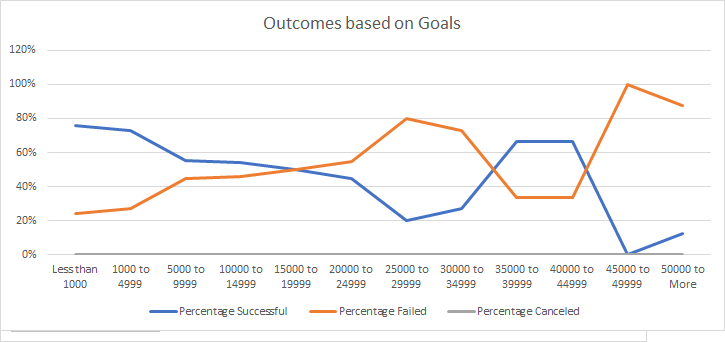 Outcomes based on Goals
120%
100%
80%
60%
40%
20%
0%
Less than 1000
1000 to 4999
5000 to 9999
10000 to 14999
15000 to 19999
20000 to 24999
25000 to 29999
30000 to 34999
35000 to 39999
40000 to 44999
45000 to 49999
50000 to More
Percentage Successful
Percentage Failed
Percentage Canceled